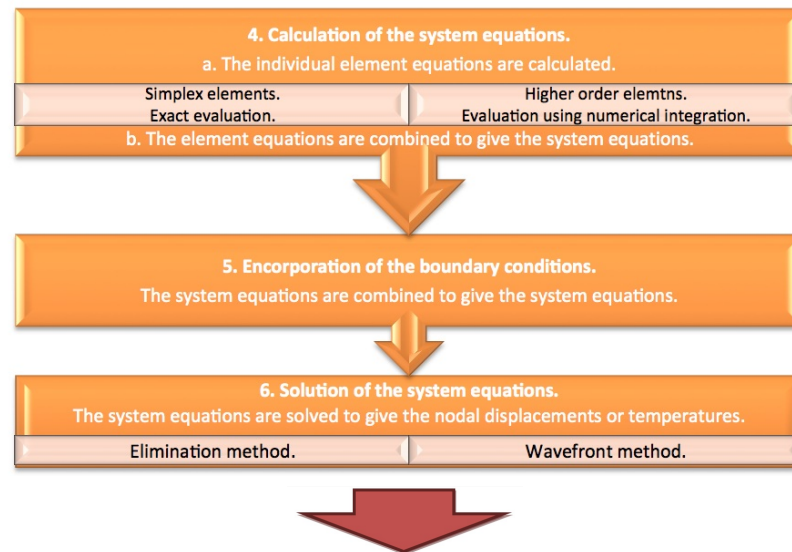 4. Calculation of the system equations.
a. The individual element equations are calculated.
Simplex elements.
Exact evaluation.
Higher order elemtns.
Evaluation using numerical integration.
b. The element equations are combined to give the system equations.
5. Encorporation of the boundary conditions.
The system equations are combined to give the system equations.
6. Solution of the system equations.
The system equations are solved to give the nodal displacements or temperatures.
Elimination method.
Wavefront method.